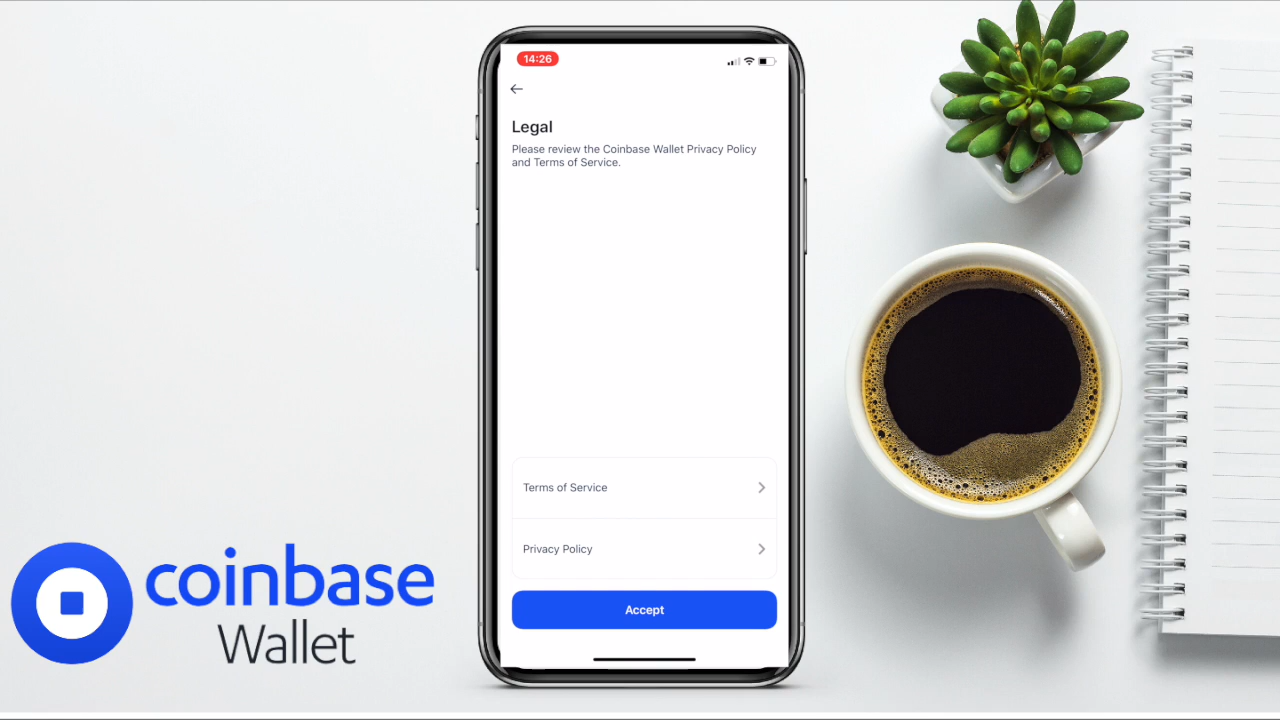 14:26
Legal
Please review the Coinbase Wallet Privacy Policy
and Terms of Service.
Terms of Service
Privacy Policy
Accept
coinbase
Wallet